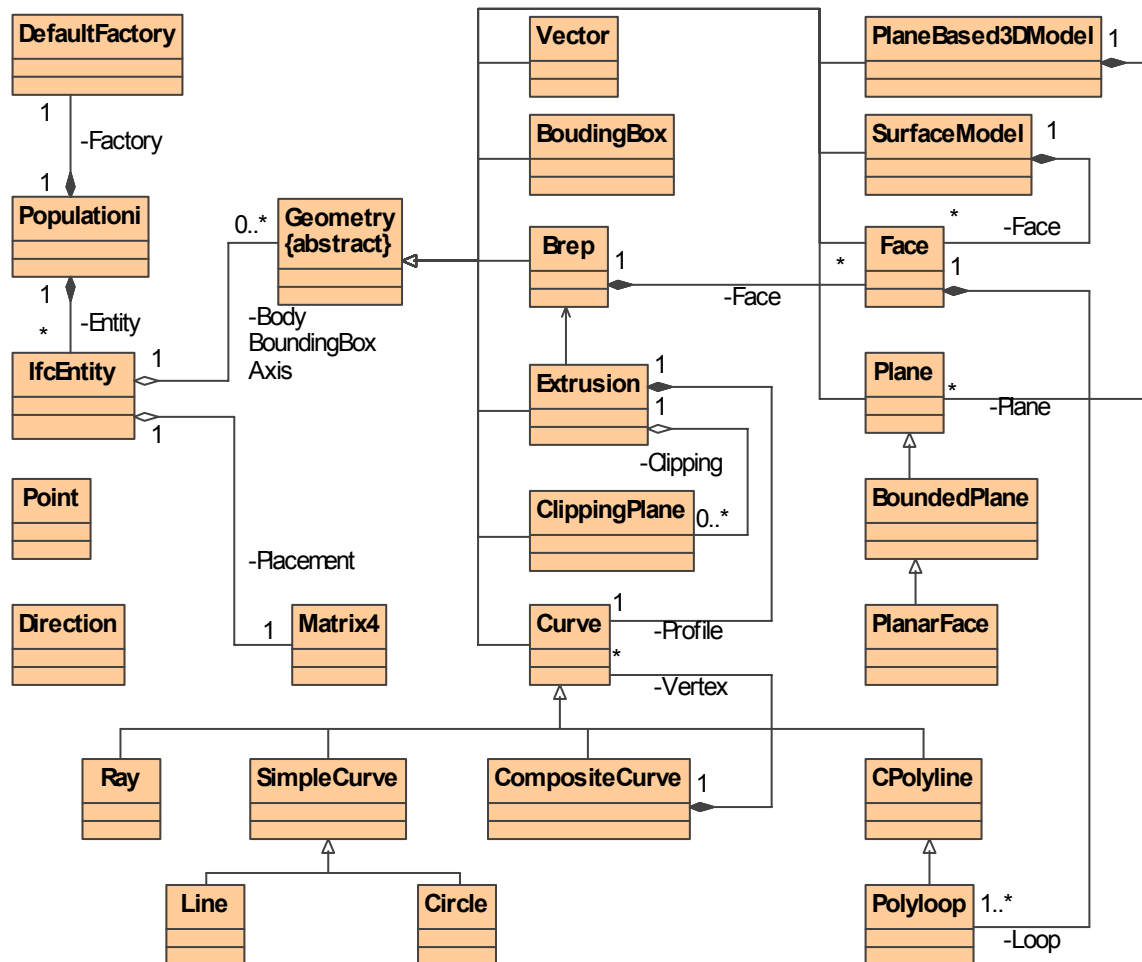 DefaultFactory
1
-Factory
1
Populationi
1
-Entity
*
IfcEntity
1
1
0..*
Geometry
{abstract}
-Body
BoundingBox
Axis
-Placement
1
Matrix4
Point
Direction
Vector
BoudingBox
Brep
1
-Face
*
Extrusion
1
1
-Clipping
ClippingPlane
0..*
Curve
1
-Profile
*
-Vertex
PlaneBased3DModel
1
SurfaceModel
1
*
-Face
Face
1
Plane
*
-Plane
BoundedPlane
PlanarFace
Ray
SimpleCurve
CompositeCurve
1
CPolyline
Line
Circle
Polyloop
1..*
-Loop